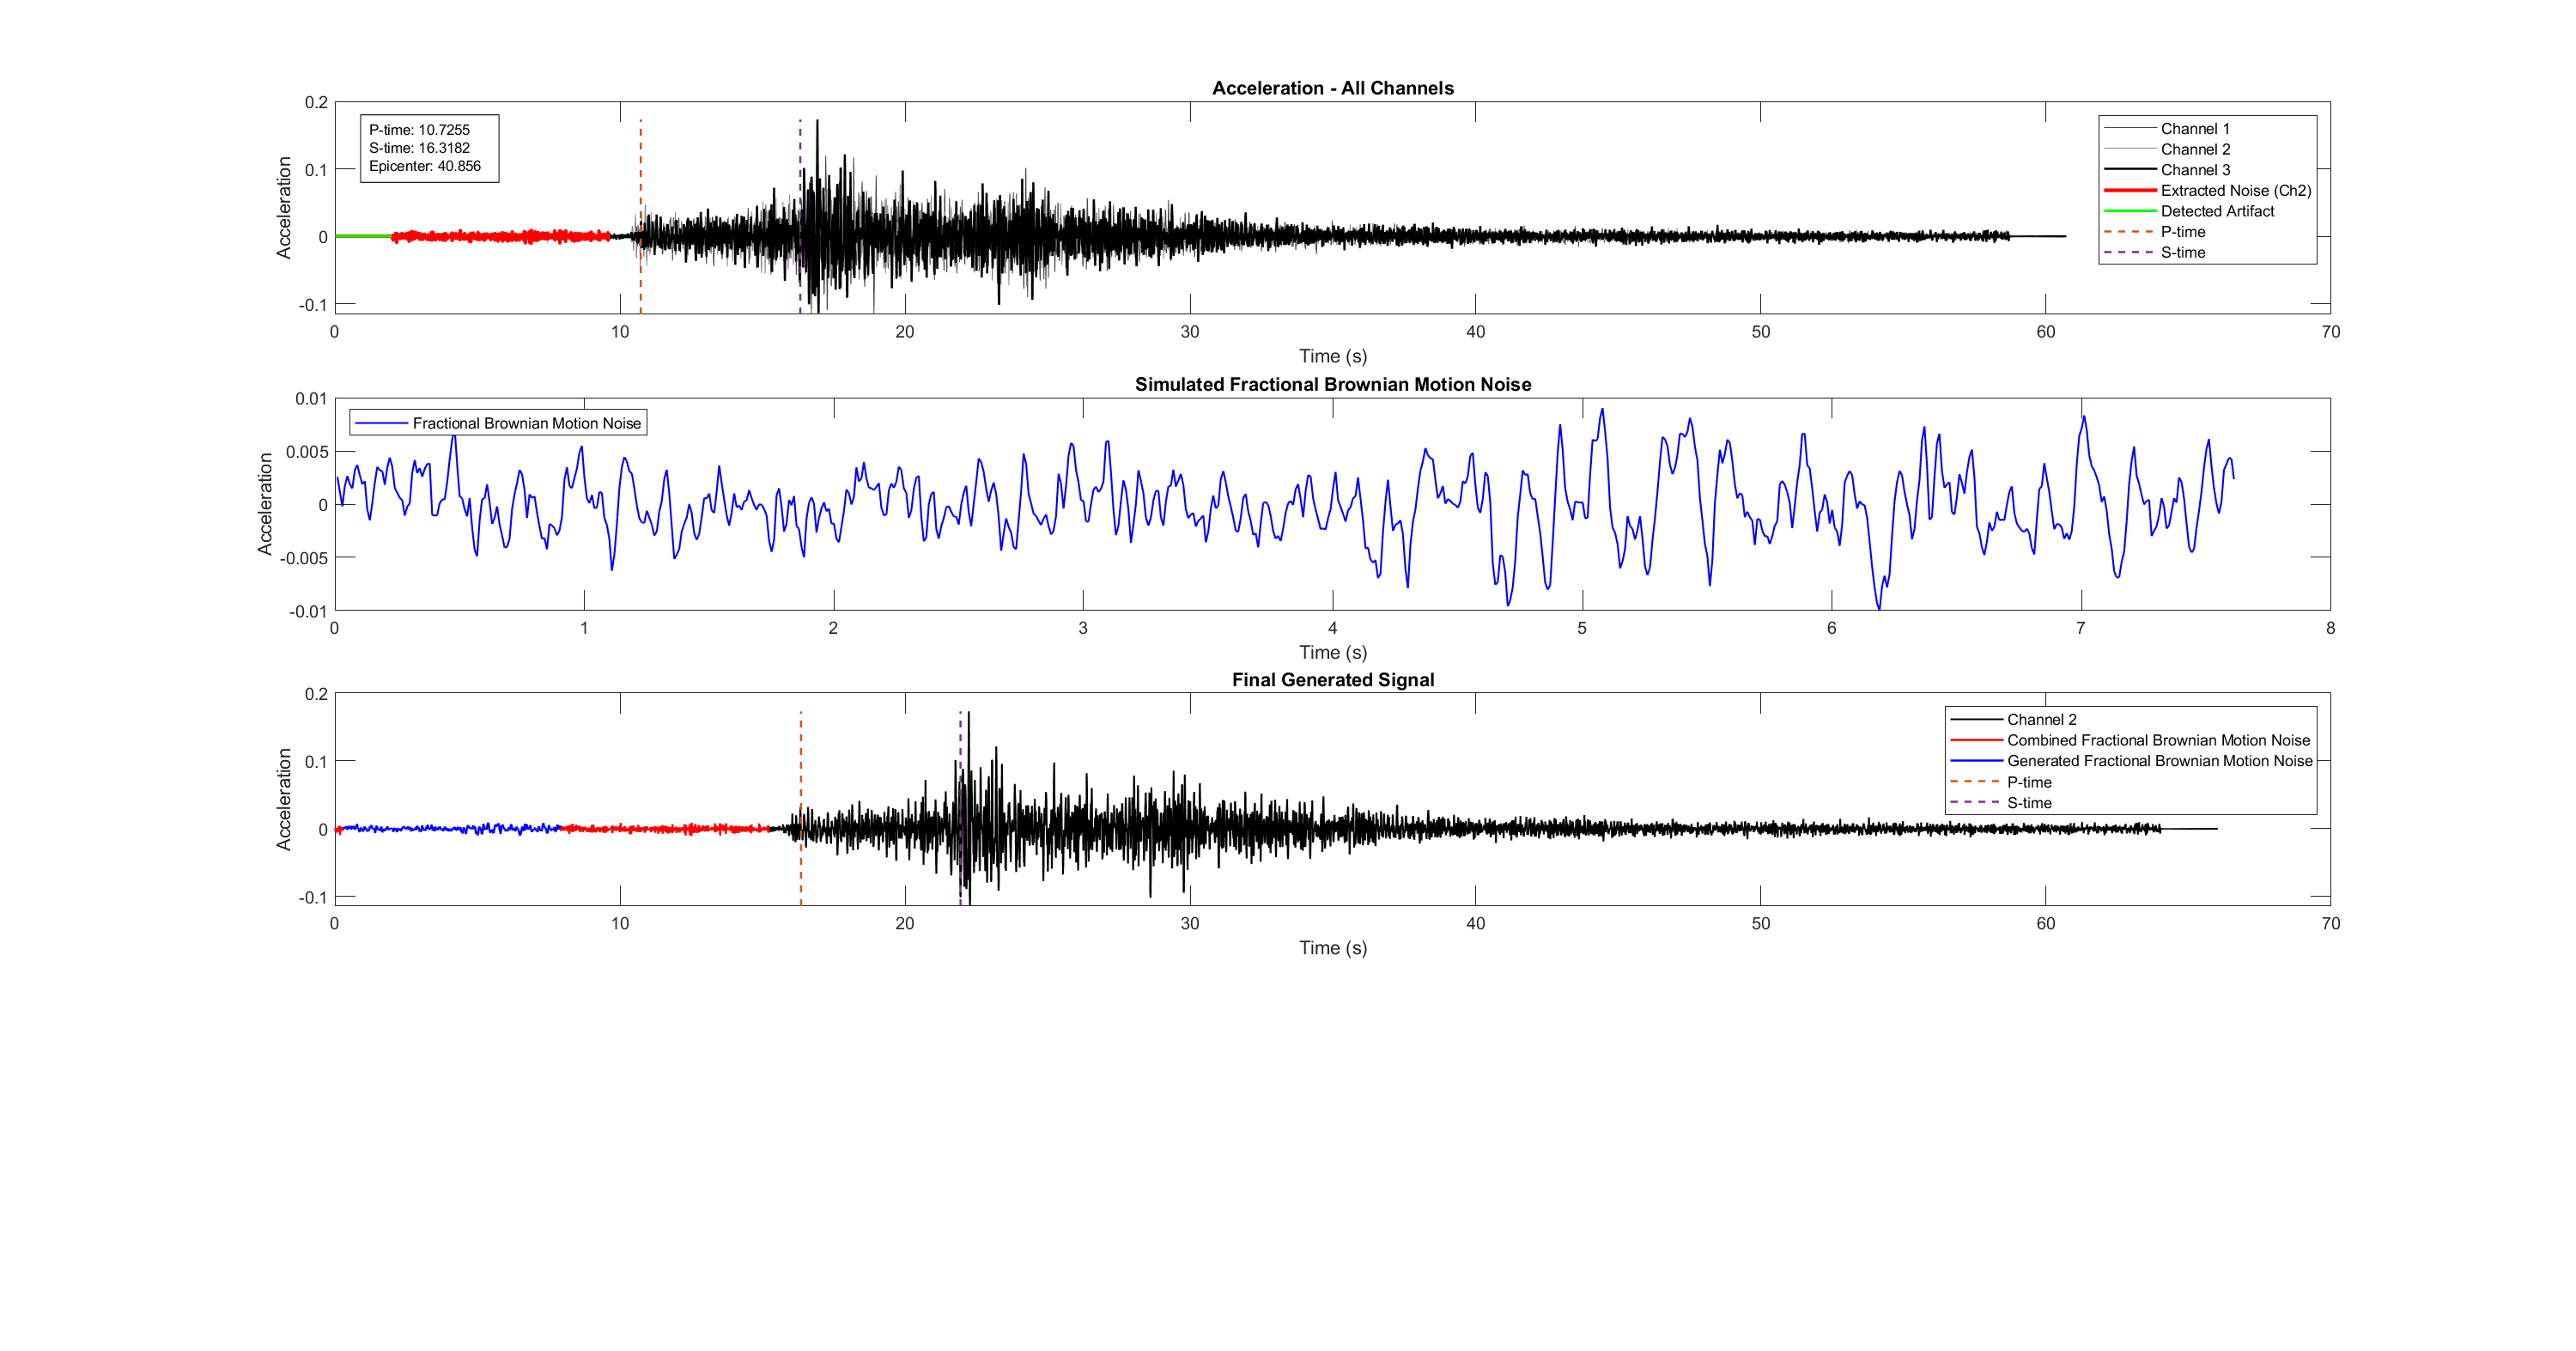 Acceleration - All Channels
0.2
0.1
0
-0.1
Acceleration
P-time: 10.7255
S-time: 16.3182
Epicenter: 40.856
Channel 1
Channel 2
Channel 3
Extracted Noise (Ch2)
Detected Artifact
P-time
S-time
0 10 20 30 40 50 60 70
Time (s)
Simulated Fractional Brownian Motion Noise
0.01
0.005
0
-0.005
-0.01
Acceleration
Fractional Brownian Motion Noise
0 1 2 3 4 5 6 7 8
Time (s)
Final Generated Signal
0.2
0.1
0
-0.1
Acceleration
Channel 2
Combined Fractional Brownian Motion Noise
Generated Fractional Brownian Motion Noise
P-time
S-time
0 10 20 30 40 50 60 70
Time (s)